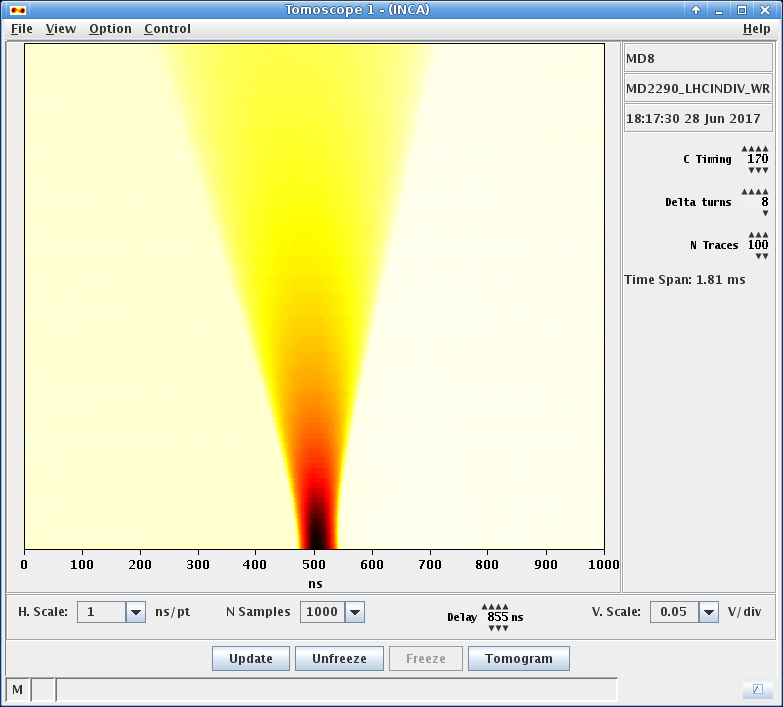 Tomoscope 1 - (INCA)
File View Option Control Help
MD8
MD2290_LHCINDIV_WR
18:17:30 28 Jun 2017
C Timing 170
Delta turns 8
N Traces 100
Time Span: 1.81 ms
0 100 200 300 400 500 600 700 800 900 1000
ns
H. Scale: 1 ns/pt N Samples 1000 Delay 855 ns V. Scale: 0.05 V/div
Update Unfreeze Freeze Tomogram
M